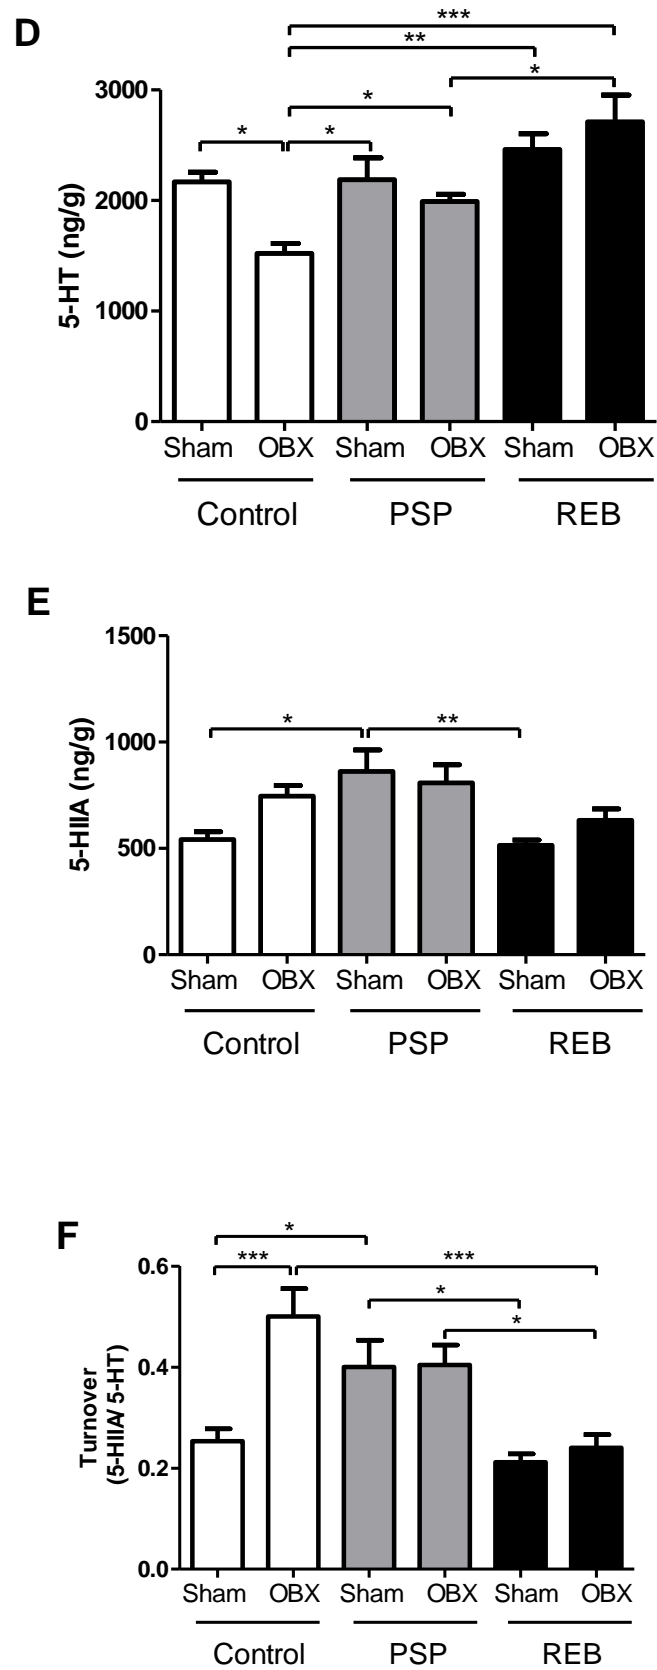 D
***
**
*
3000
*
* *
2000
5-HT (ng/g)
1000
0
Sham OBX Sham OBX Sham OBX
Control PSP REB
E
1500
* **
1000
5-HIIA (ng/g)
500
0
Sham OBX Sham OBX Sham OBX
Control PSP REB
F
*
0.6
*** ***
*
*
0.4
Turnover
(5-HIIA/ 5-HT)
0.2
0.0
Sham OBX Sham OBX Sham OBX
Control PSP REB